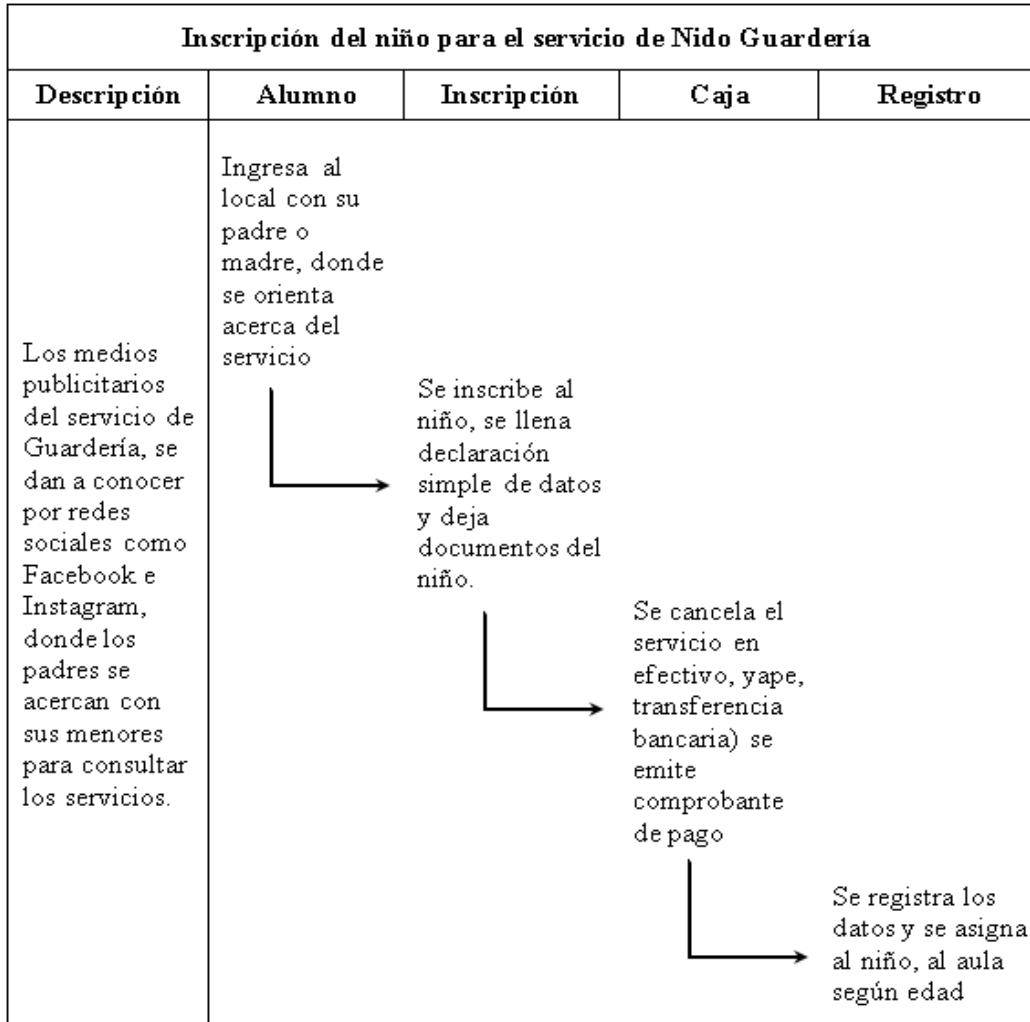 Inscripción del niño para el servicio de Nido Guardería
Descripción
Alumno
Inscripción
Caja
Registro
Los medios
publicitarios
del servicio de
Guardería, se
dan a conocer
por redes
sociales como
Facebook e
Instagram,
donde los
padres se
acercan con
sus menores
para consultar
los servicios.
Ingresa al
local con su
padre o
madre, donde
se orienta
acerca del
servicio
Se inscribe al
niño, se llena
declaración
simple de datos
y deja
documentos del
niño.
Se cancela el
servicio en
efectivo, yape,
transferencia
bancaria) se
emite
comprobante
de pago
Se registra los
datos y se asigna
al niño, al aula
según edad